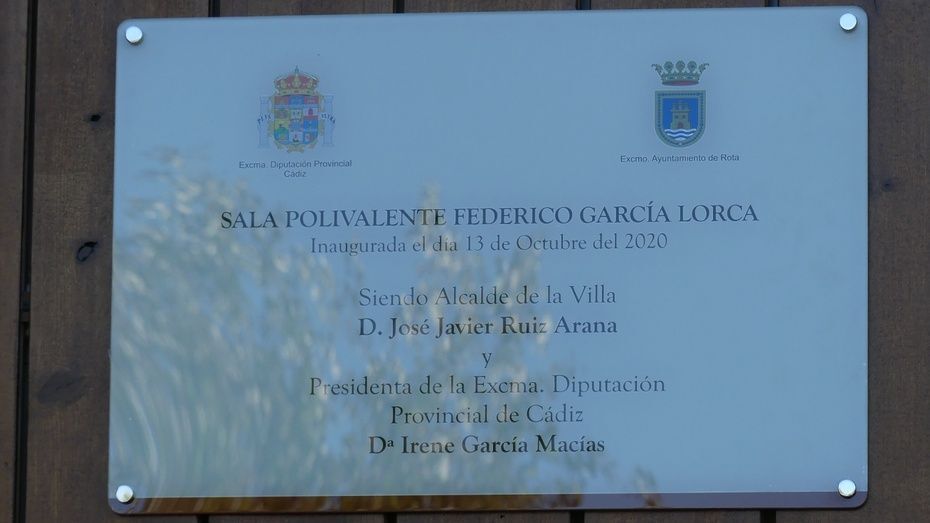 Excma. Diputación Provincial
Cádiz
Excmo. Ayuntamiento de Rota
SALA POLIVALENTE FEDERICO GARCÍA LORCA
Inaugurada el día 13 de Octubre del 2020
Siendo Alcalde de la Villa
D. José Javier Ruiz Arana
y
Presidenta de la Excma. Diputación
Provincial de Cádiz
Dª Irene García Macías